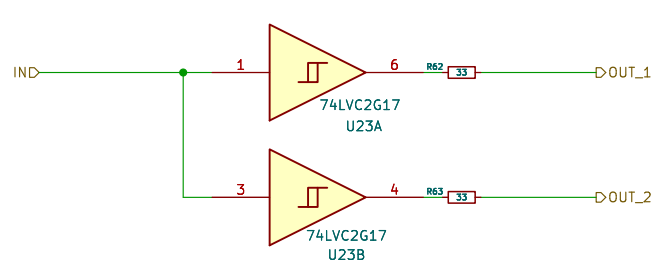 IN
1
6
R62
33
OUT_1
74LVC2G17
U23A
3
4
R63
33
OUT_2
74LVC2G17
U23B